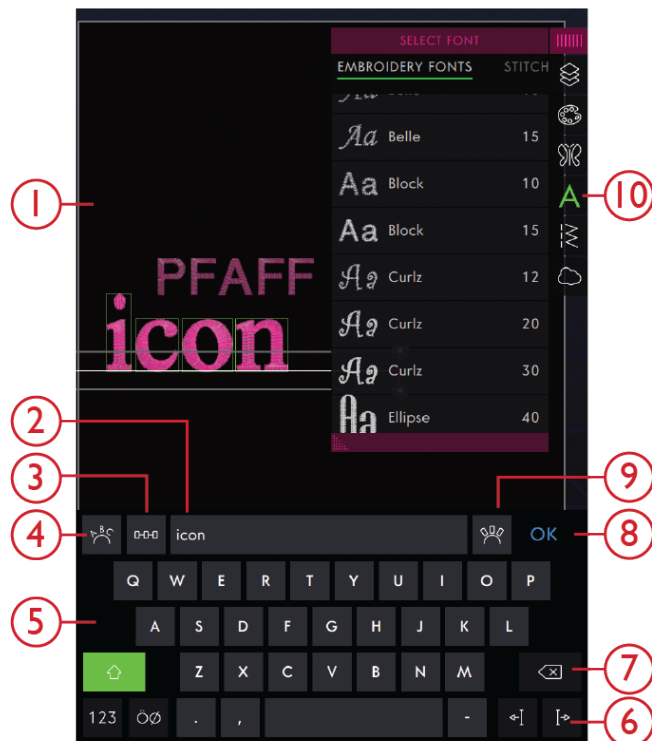 SELECT FONT
EMBROIDERY FONTS STITCH
Aa Belle 15
Aa Block 10
Aa Block 15
Aa Curlz 12
Aa Curlz 20
Aa Curlz 30
Aa Ellipse 40
A
PFAFF
icon
1
2
3
4
5
6
7
8
9
10
ABC
icon
OK
Q W E R T Y U I O P
A S D F G H J K L
Z X C V B N M
123 ÖØ . , -